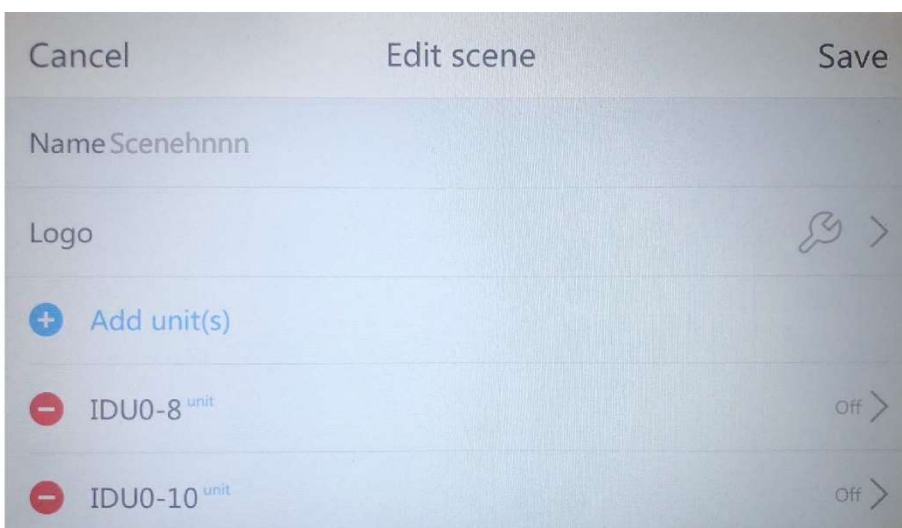 Cancel Edit scene Save
Name Scenehnnn
Logo
Add unit(s)
IDU0-8 unit Off
IDU0-10 unit Off